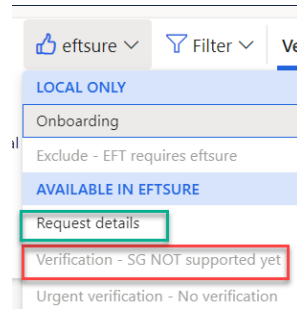 eftsure Filter
LOCAL ONLY
Onboarding
Exclude - EFT requires eftsure
AVAILABLE IN EFTSURE
Request details
Verification - SG NOT supported yet
Urgent verification - No verification